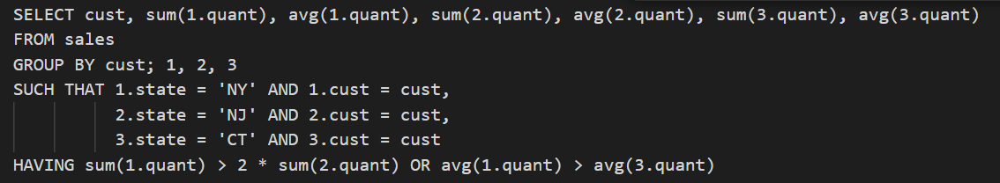 SELECT cust, sum(1.quant), avg(1.quant), sum(2.quant), avg(2.quant), sum(3.quant), avg(3.quant)
FROM sales
GROUP BY cust; 1, 2, 3
SUCH THAT 1.state = 'NY' AND 1.cust = cust,
          2.state = 'NJ' AND 2.cust = cust,
          3.state = 'CT' AND 3.cust = cust
HAVING sum(1.quant) > 2 * sum(2.quant) OR avg(1.quant) > avg(3.quant)